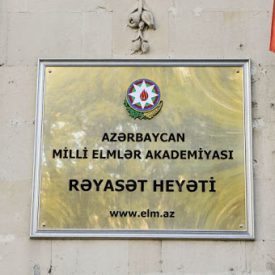 AZƏRBAYCAN
MİLLİ ELMLƏR AKADEMİYASI
RƏYASƏT HEYƏTİ
www.elm.az